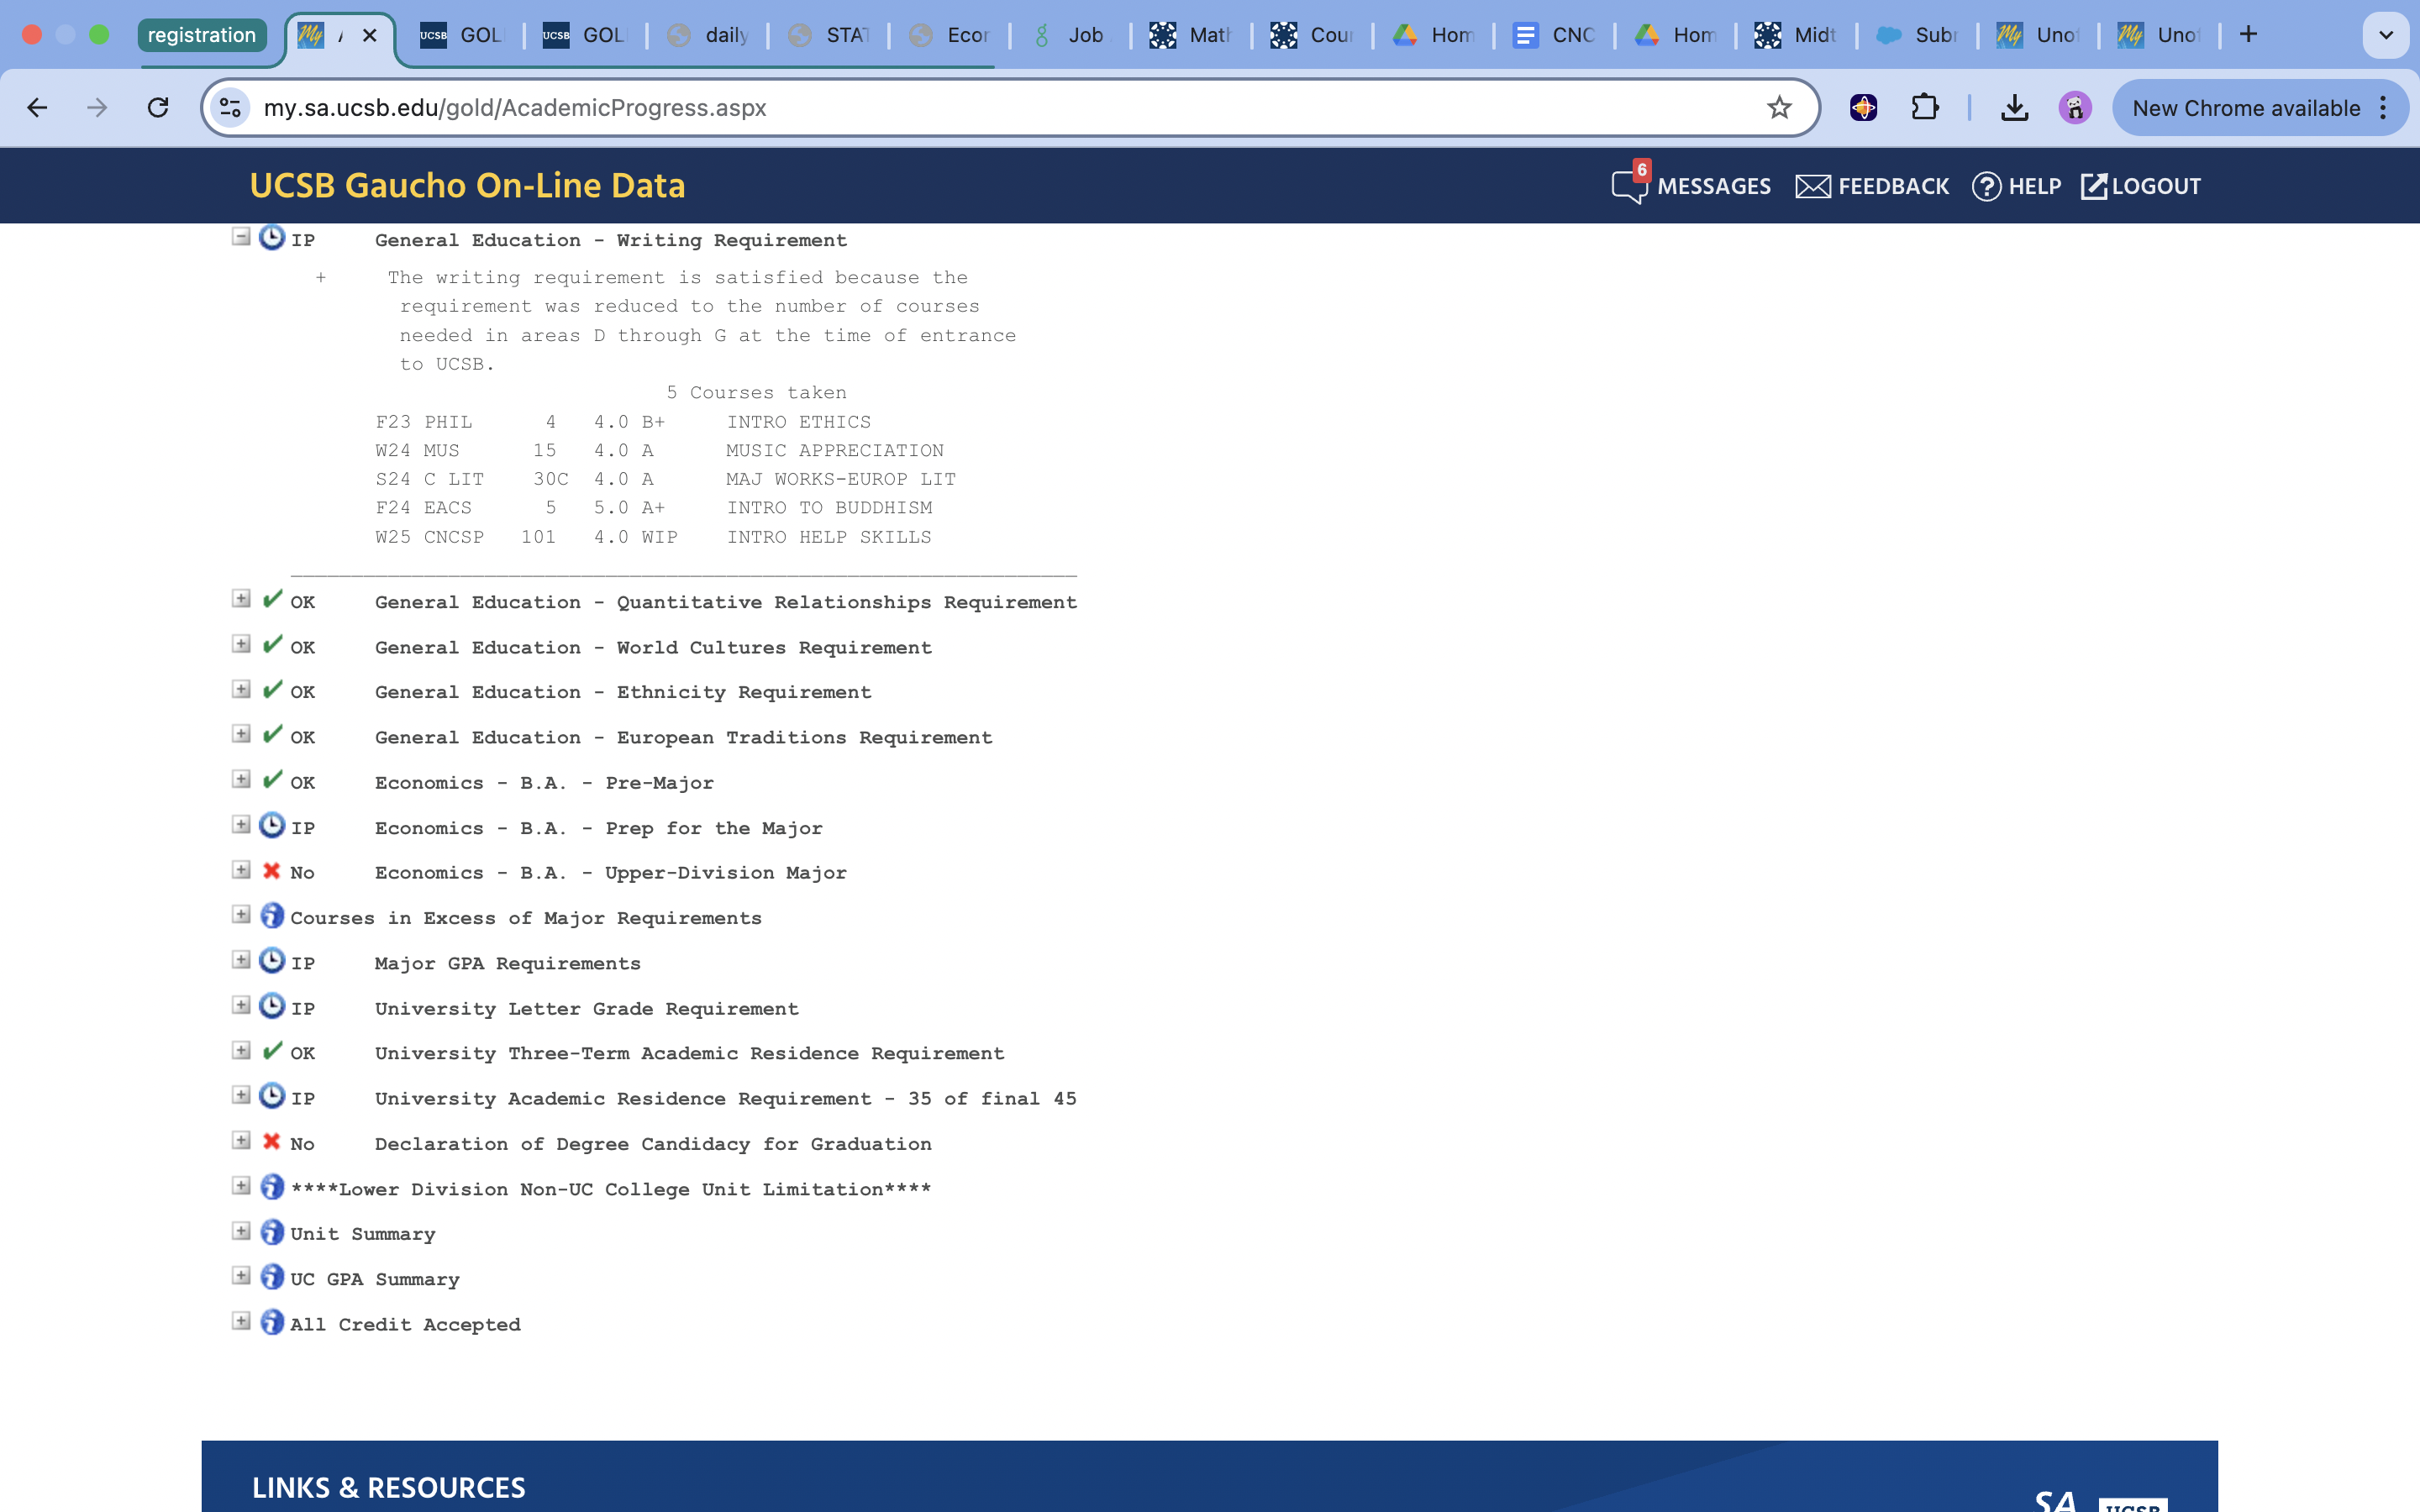 registration
GOL
GOL
daily
STAT
Econ
Job
Math
Cour
Hom
CNC
Hom
Midt
Subr
Unof
Unof
my.sa.ucsb.edu/gold/AcademicProgress.aspx
New Chrome available
UCSB Gaucho On-Line Data
6
MESSAGES
FEEDBACK
HELP
LOGOUT
IP General Education - Writing Requirement
+ The writing requirement is satisfied because the
requirement was reduced to the number of courses
needed in areas D through G at the time of entrance
to UCSB.
5 Courses taken
F23 PHIL 4 4.0 B+ INTRO ETHICS
W24 MUS 15 4.0 A MUSIC APPRECIATION
S24 C LIT 30C 4.0 A MAJ WORKS-EUROP LIT
F24 EACS 5 5.0 A+ INTRO TO BUDDHISM
W25 CNCSP 101 4.0 WIP INTRO HELP SKILLS
OK General Education - Quantitative Relationships Requirement
OK General Education - World Cultures Requirement
OK General Education - Ethnicity Requirement
OK General Education - European Traditions Requirement
OK Economics - B.A. - Pre-Major
IP Economics - B.A. - Prep for the Major
No Economics - B.A. - Upper-Division Major
Courses in Excess of Major Requirements
IP Major GPA Requirements
IP University Letter Grade Requirement
OK University Three-Term Academic Residence Requirement
IP University Academic Residence Requirement - 35 of final 45
No Declaration of Degree Candidacy for Graduation
****Lower Division Non-UC College Unit Limitation****
Unit Summary
UC GPA Summary
All Credit Accepted
LINKS & RESOURCES
SA
UCSB